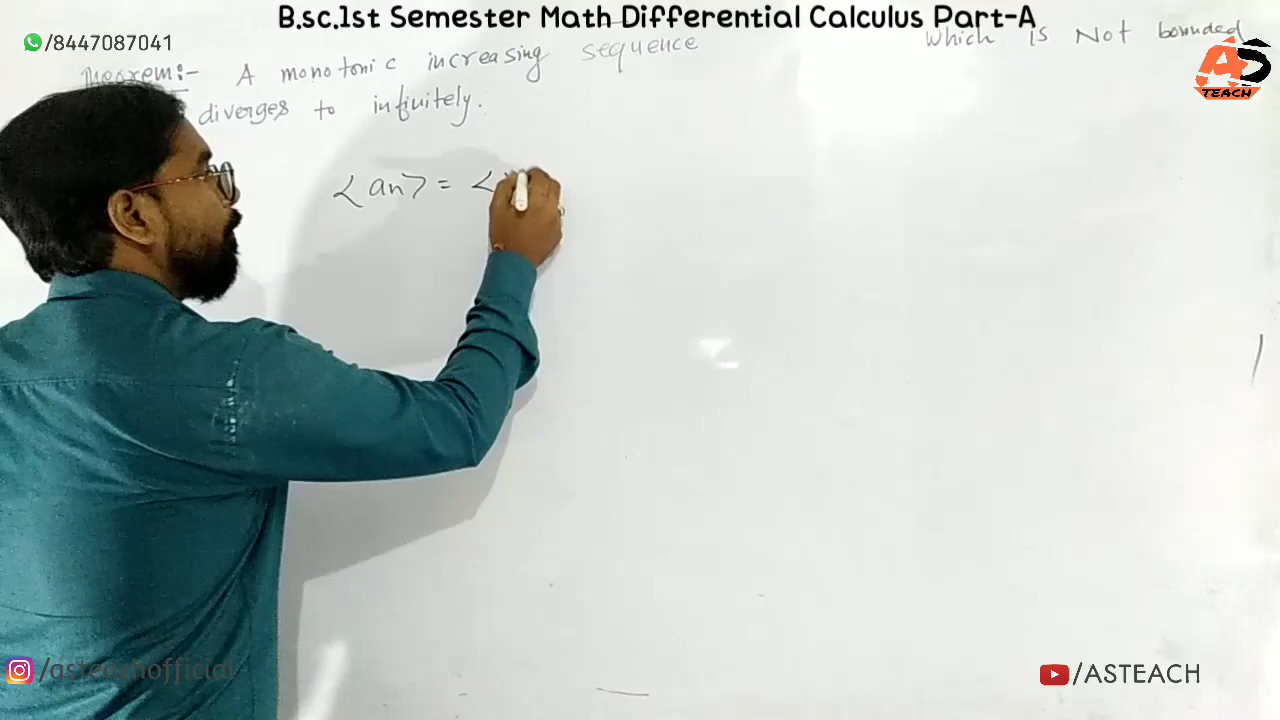 B.sc.1st Semester Math Differential Calculus Part-A
/8447087041
Theorem:- A monotonic increasing sequence which is Not bounded
diverges to infinitely.
AS
TEACH
<an> = <
/asteachofficial
/ASTEACH